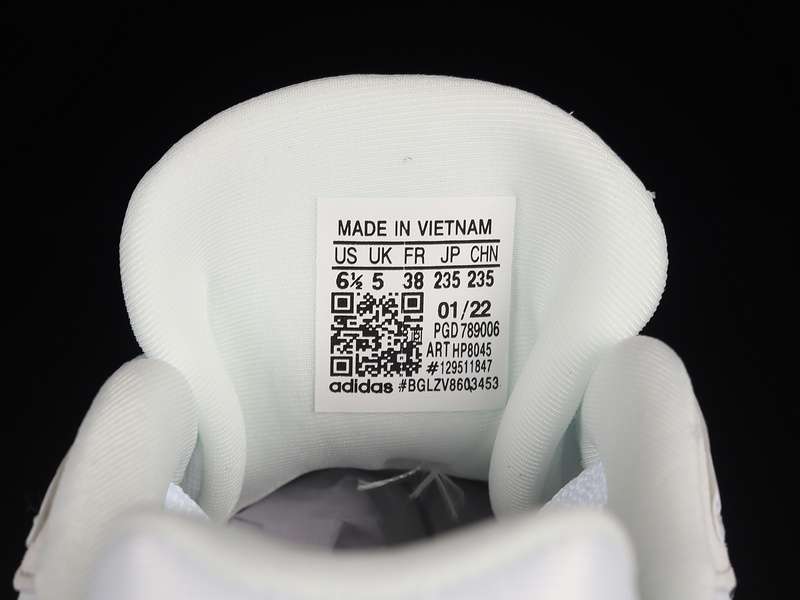 MADE IN VIETNAM
US UK FR JP CHN
6½ 5 38 235 235
01/22
PGD 789006
ART HP8045
#129511847
adidas #BGLZV8603453